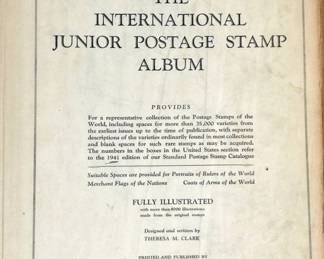 THE
INTERNATIONAL
JUNIOR POSTAGE STAMP
ALBUM
PROVIDES
For a representative collection of the Postage Stamps of the
World, including spaces for more than 35,000 varieties from
the earliest issues up to the time of publication, with separate
descriptions of the varieties ordinarily found in most collections
and blank spaces for such rare stamps as may be acquired.
The numbers in the boxes in the United States section refer
to the 1941 edition of our Standard Postage Stamp Catalogue
Suitable Spaces are provided for Portraits of Rulers of the World
Merchant Flags of the Nations Coats of Arms of the World
FULLY ILLUSTRATED
with more than 8000 illustrations
made from the original stamps
Designed and written by
THERESA M. CLARK
PRINTED AND PUBLISHED BY